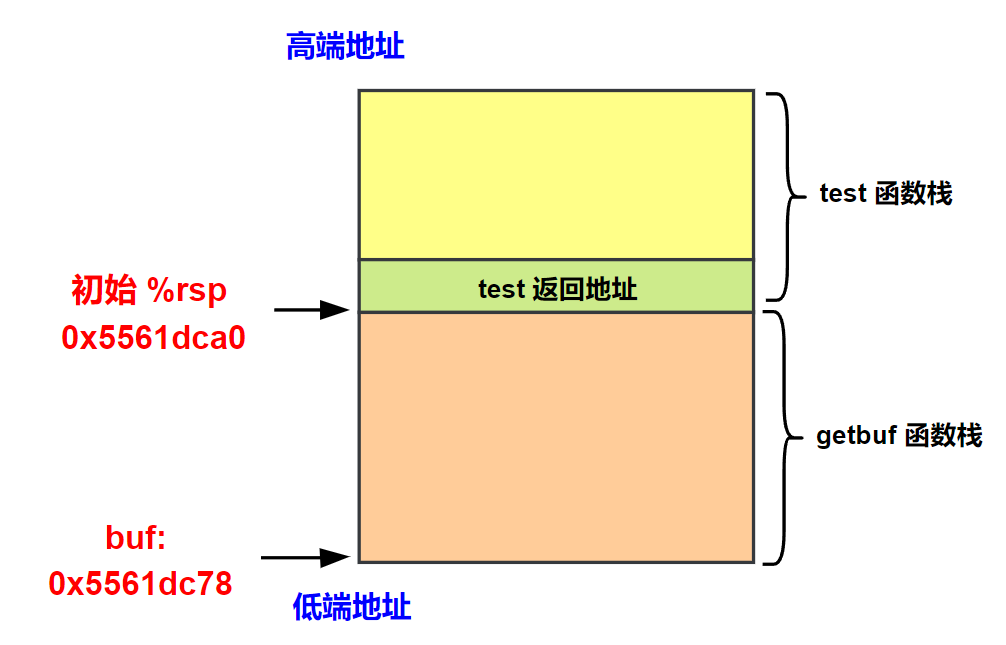 高端地址
test 函数栈
test 返回地址
初始 %rsp
0x5561dca0
getbuf 函数栈
buf:
0x5561dc78
低端地址